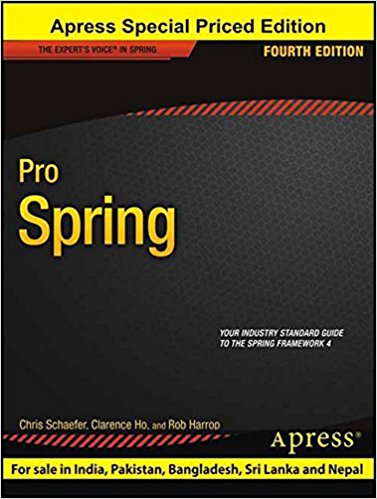 Apress Special Priced Edition
THE EXPERT'S VOICE® IN SPRING
FOURTH EDITION
Pro
Spring
YOUR INDUSTRY STANDARD GUIDE
TO THE SPRING FRAMEWORK 4
Chris Schaefer, Clarence Ho, and Rob Harrop
Apress®
For sale in India, Pakistan, Bangladesh, Sri Lanka and Nepal